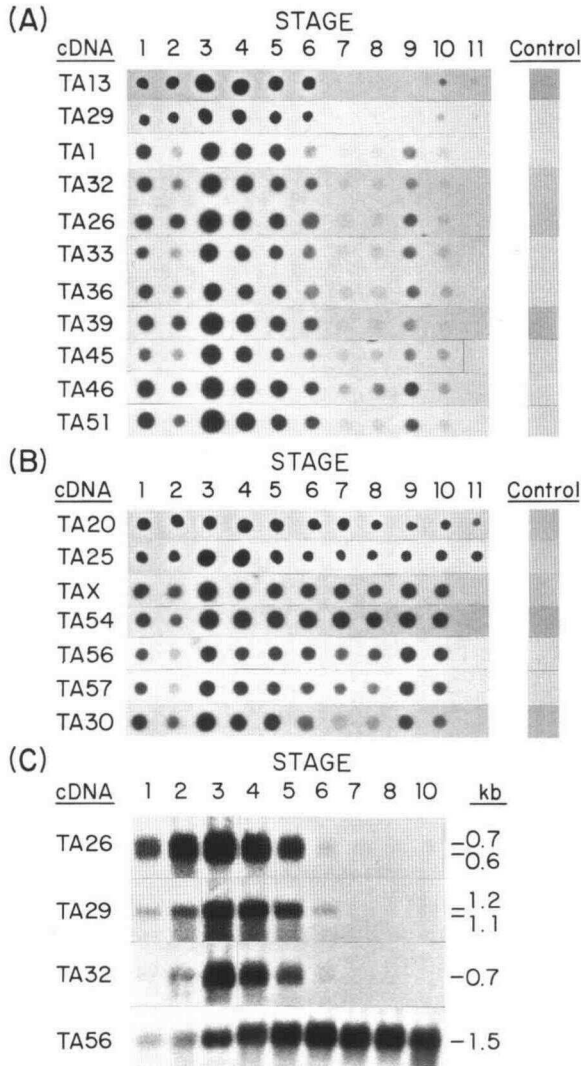 (A) STAGE
cDNA 1 2 3 4 5 6 7 8 9 10 11 Control
TA13
TA29
TA1
TA32
TA26
TA33
TA36
TA39
TA45
TA46
TA51
(B) STAGE
cDNA 1 2 3 4 5 6 7 8 9 10 11 Control
TA20
TA25
TAX
TA54
TA56
TA57
TA30
(C) STAGE
cDNA 1 2 3 4 5 6 7 8 10 kb
TA26 -0.7
-0.6
TA29 -1.2
-1.1
TA32 -0.7
TA56 -1.5